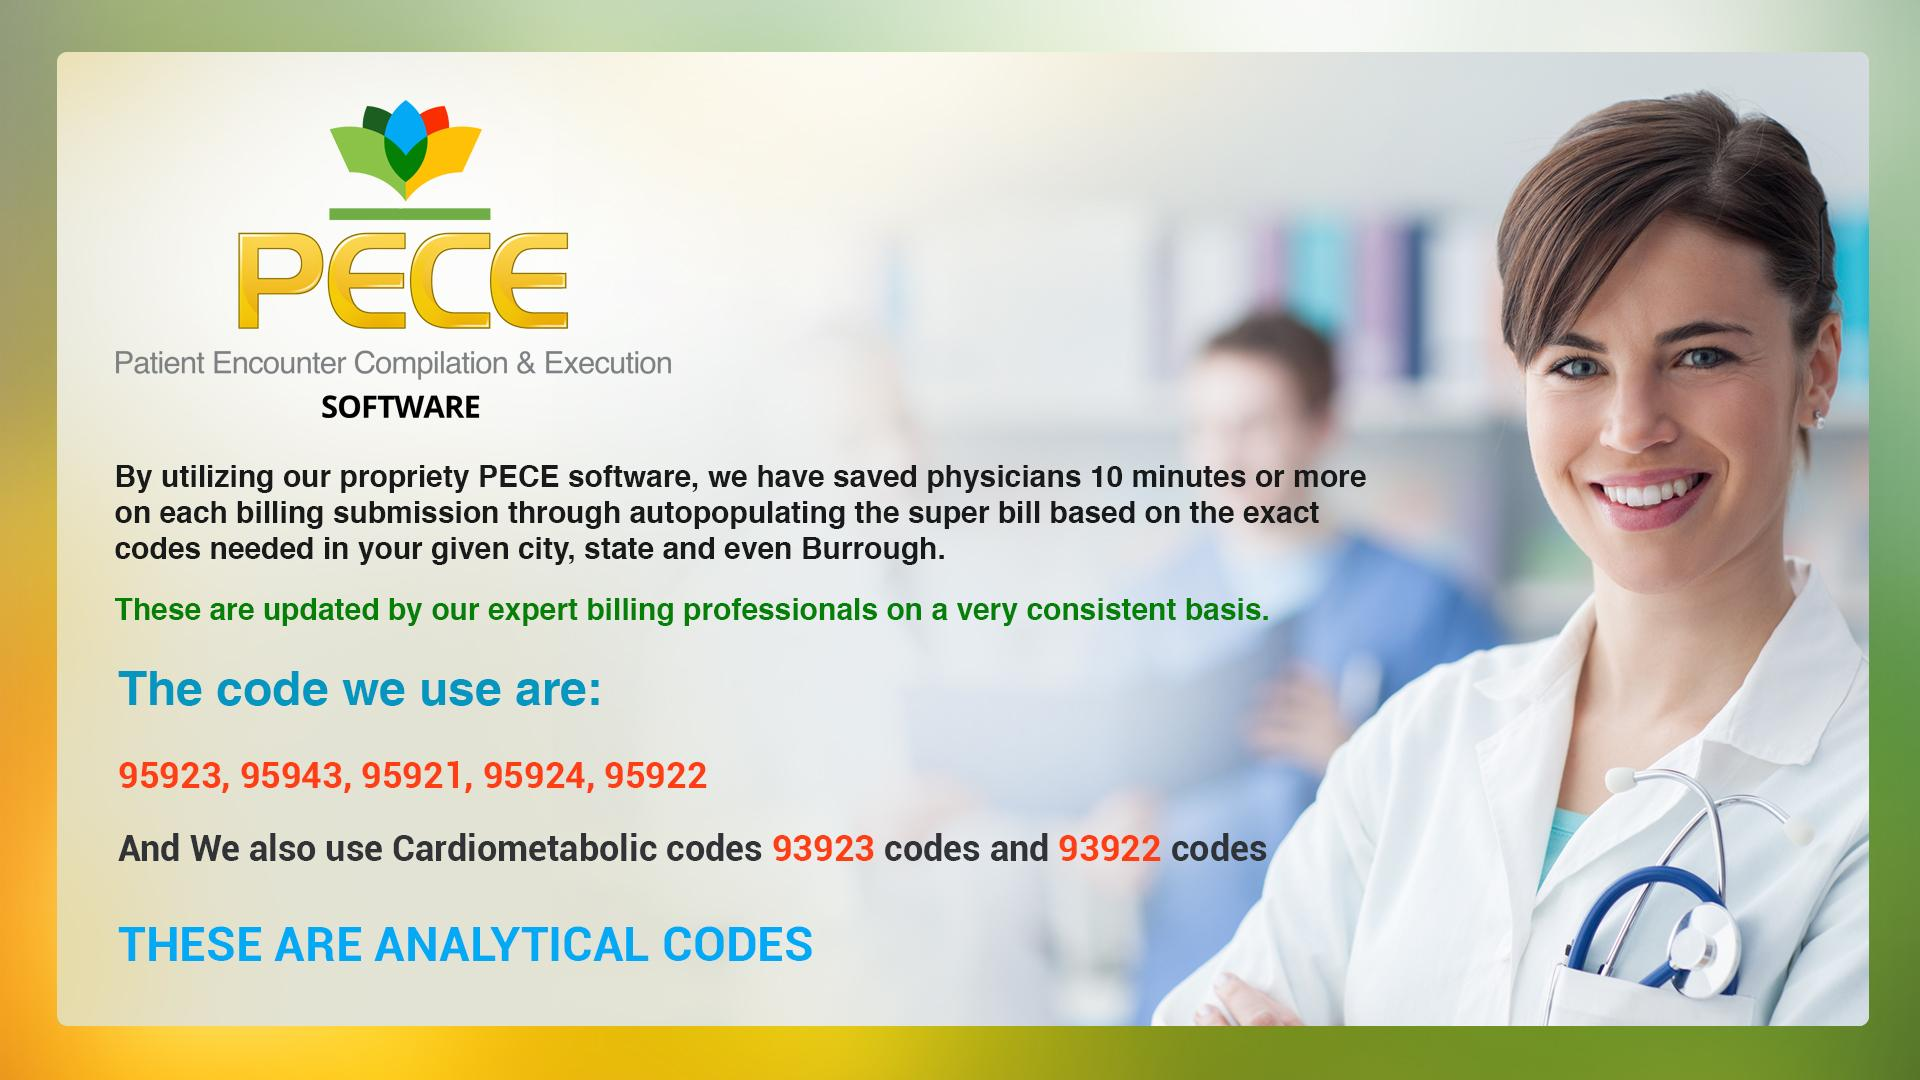 PECE
Patient Encounter Compilation & Execution
SOFTWARE
By utilizing our propriety PECE software, we have saved physicians 10 minutes or more
on each billing submission through autopopulating the super bill based on the exact
codes needed in your given city, state and even Burrough.
These are updated by our expert billing professionals on a very consistent basis.
The code we use are:
95923, 95943, 95921, 95924, 95922
And We also use Cardiometabolic codes 93923 codes and 93922 codes
THESE ARE ANALYTICAL CODES